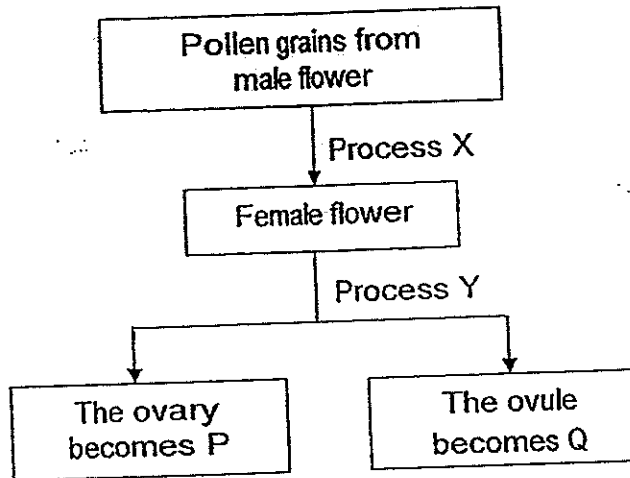 Pollen grains from
male flower
Process X
Female flower
Process Y
The ovary
becomes P
The ovule
becomes Q